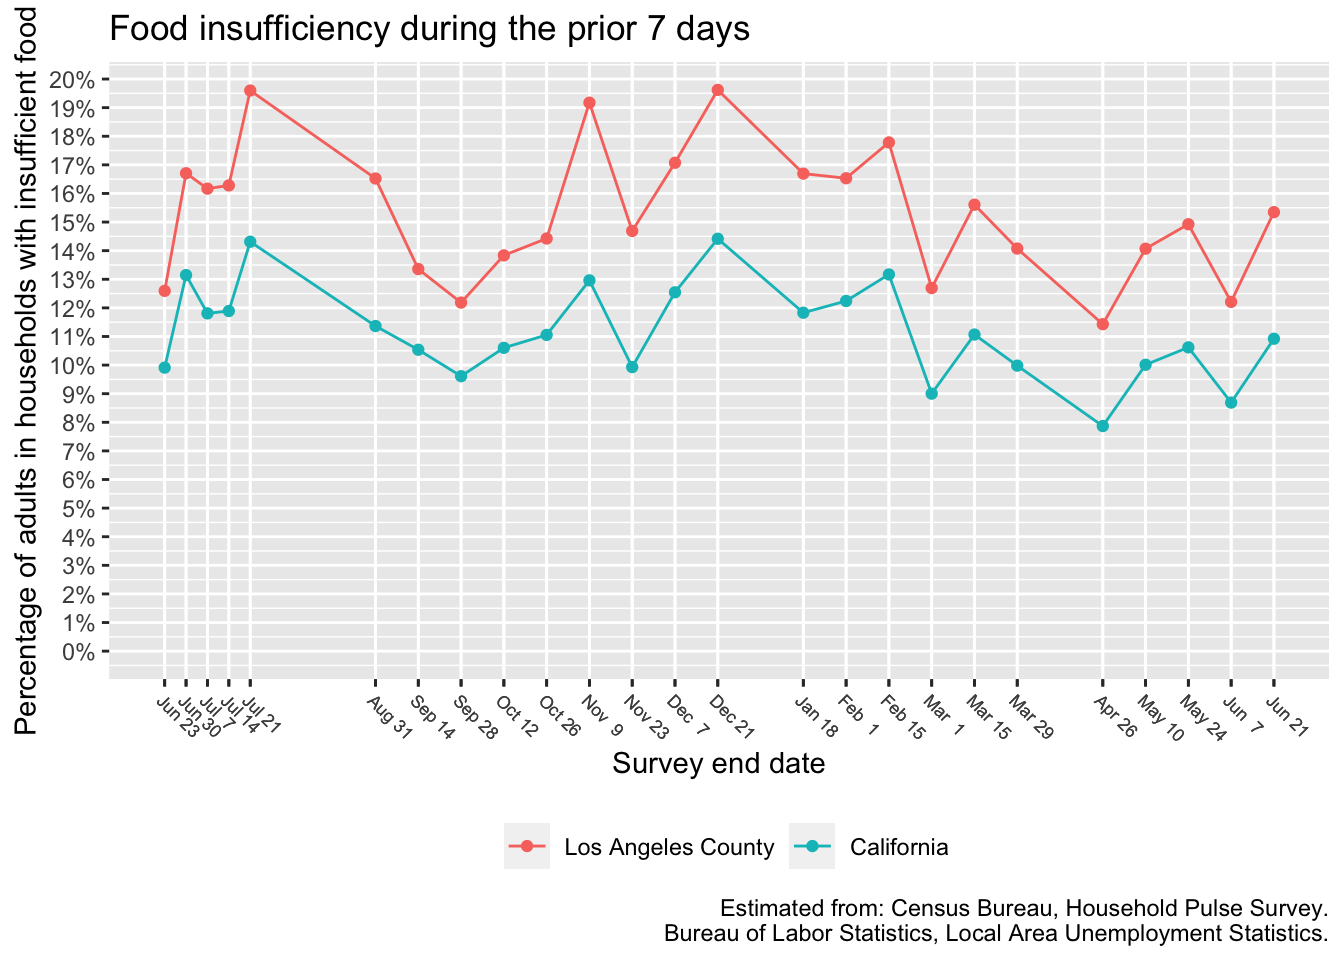 Food insufficiency during the prior 7 days
Percentage of adults in households with insufficient food
20%
19%
18%
17%
16%
15%
14%
13%
12%
11%
10%
9%
8%
7%
6%
5%
4%
3%
2%
1%
0%
Jun 23
Jun 30
Jul 7
Jul 14
Jul 21
Aug 31
Sep 14
Sep 28
Oct 12
Oct 26
Nov 9
Nov 23
Dec 7
Dec 21
Jan 18
Feb 1
Feb 15
Mar 1
Mar 15
Mar 29
Apr 26
May 10
May 24
Jun 7
Jun 21
Survey end date
Los Angeles County
California
Estimated from: Census Bureau, Household Pulse Survey.
Bureau of Labor Statistics, Local Area Unemployment Statistics.